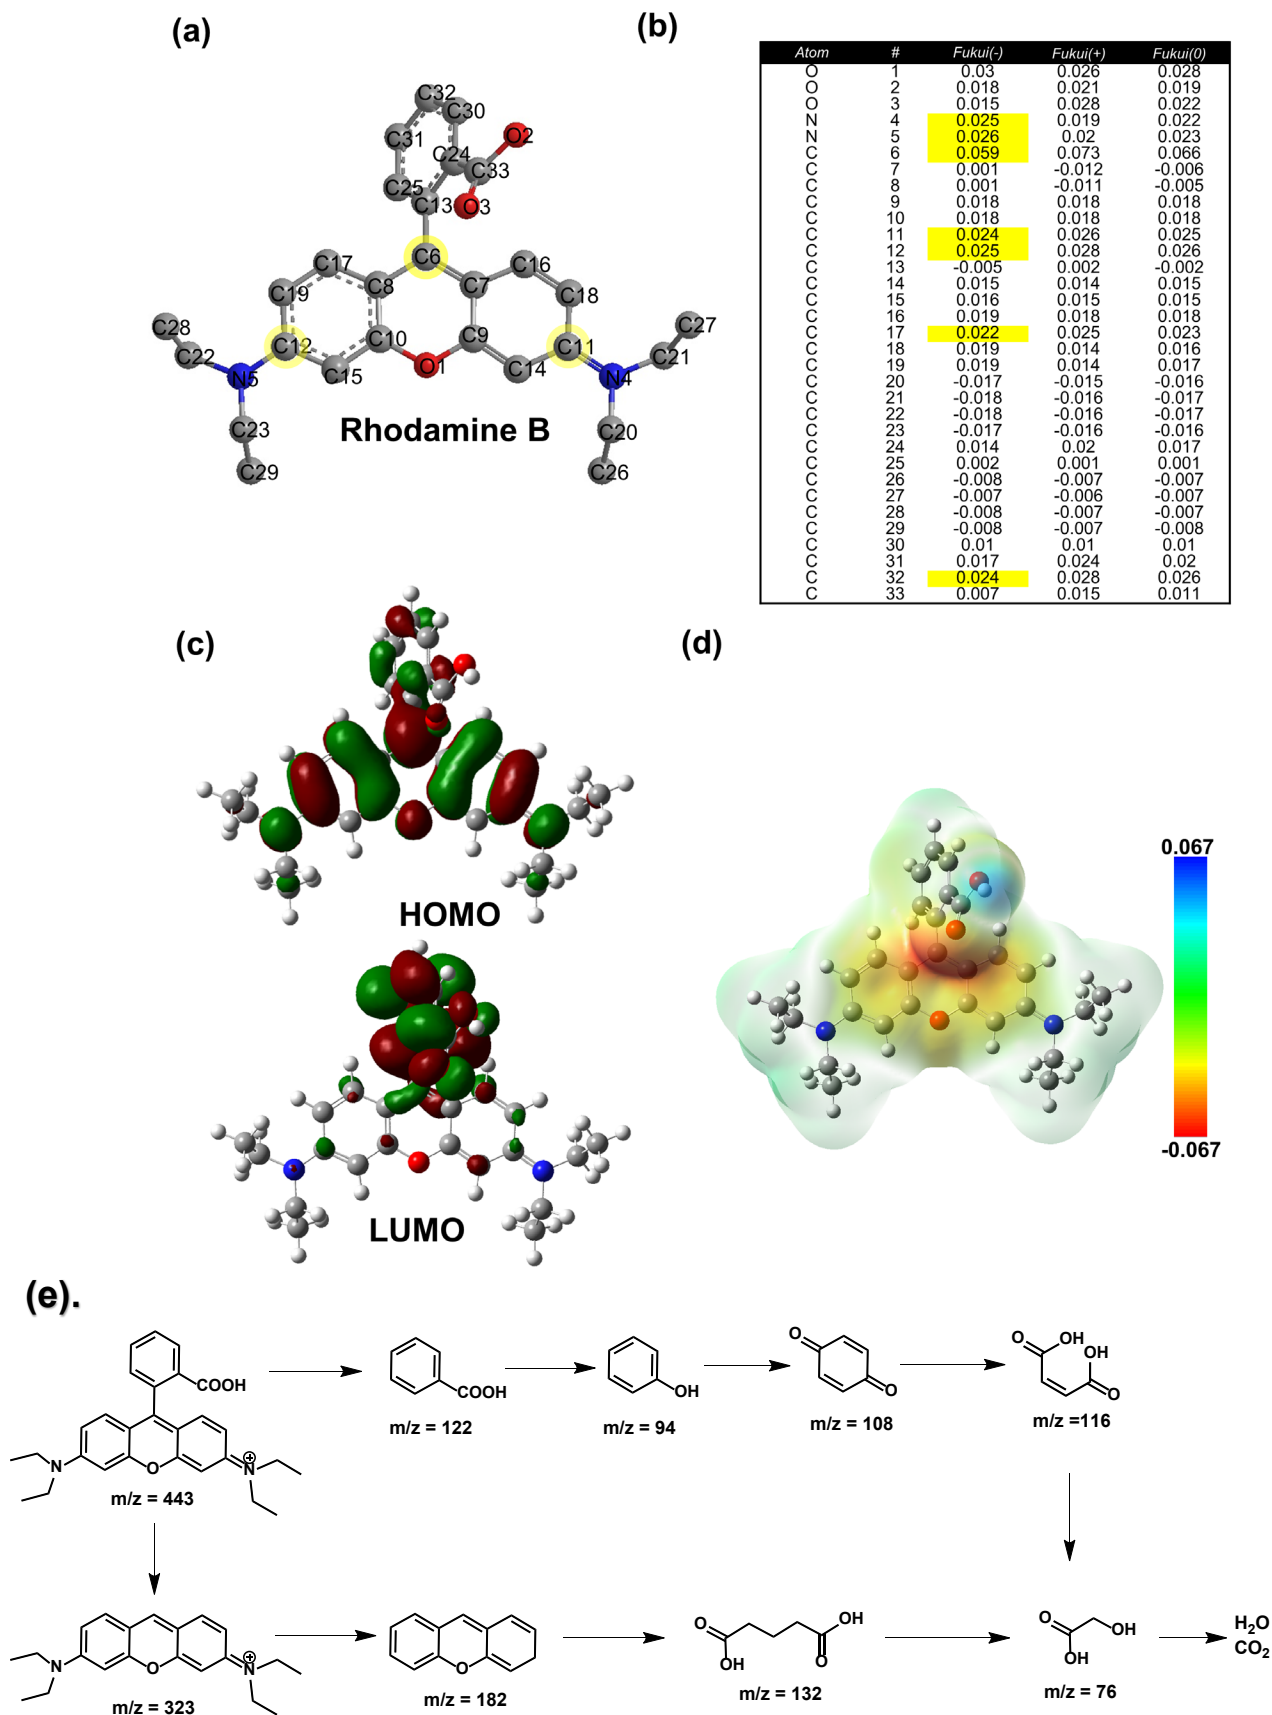 (a)
C32
C30
C31
O2
C24
C33
C25
C13
O3
C6
C17
C16
C8
C7
C19
C18
C28
C27
C12
C10
C9
C11
C22
O1
C21
N5
C15
C14
N4
C23
C20
Rhodamine B
C29
C26
(b)
Atom # Fukui(-) Fukui(+) Fukui(0)
O 1 0.03 0.026 0.028
O 2 0.018 0.021 0.019
O 3 0.015 0.028 0.022
N 4 0.025 0.019 0.022
N 5 0.026 0.02 0.023
C 6 0.059 0.073 0.066
C 7 0.001 -0.012 -0.006
C 8 0.001 -0.011 -0.005
C 9 0.018 0.018 0.018
C 10 0.018 0.018 0.018
C 11 0.024 0.026 0.025
C 12 0.025 0.028 0.026
C 13 -0.005 0.002 -0.002
C 14 0.015 0.014 0.015
C 15 0.016 0.015 0.015
C 16 0.019 0.018 0.018
C 17 0.022 0.025 0.023
C 18 0.019 0.014 0.016
C 19 0.019 0.014 0.017
C 20 -0.017 -0.015 -0.016
C 21 -0.018 -0.016 -0.017
C 22 -0.018 -0.016 -0.017
C 23 -0.017 -0.016 -0.016
C 24 0.014 0.02 0.017
C 25 0.002 0.001 0.001
C 26 -0.008 -0.007 -0.007
C 27 -0.007 -0.006 -0.007
C 28 -0.008 -0.007 -0.007
C 29 -0.008 -0.007 -0.008
C 30 0.01 0.01 0.01
C 31 0.017 0.024 0.02
C 32 0.024 0.028 0.026
C 33 0.007 0.015 0.011
(c)
HOMO
LUMO
(d)
0.067
-0.067
(e).
COOH
N
O
N
+
m/z = 443
COOH
m/z = 122
OH
m/z = 94
O
O
m/z = 108
O
OH
OH
O
m/z =116
N
O
N
+
m/z = 323
O
m/z = 182
O
OH
OH
O
m/z = 132
O
OH
OH
m/z = 76
H2O
CO2